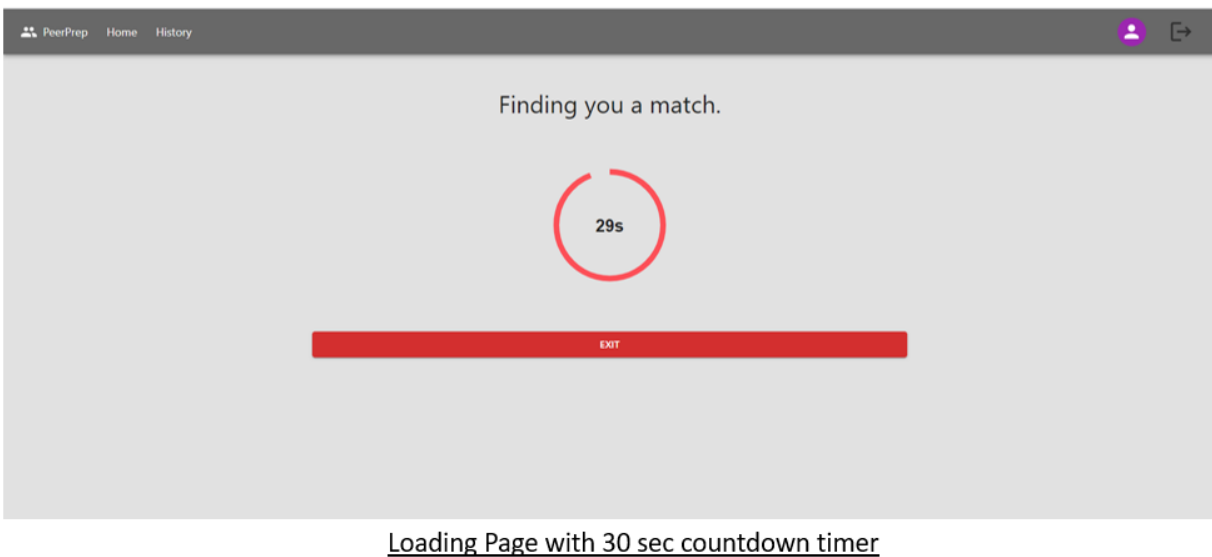 PeerPrep Home History
Finding you a match.
29s
EXIT
Loading Page with 30 sec countdown timer